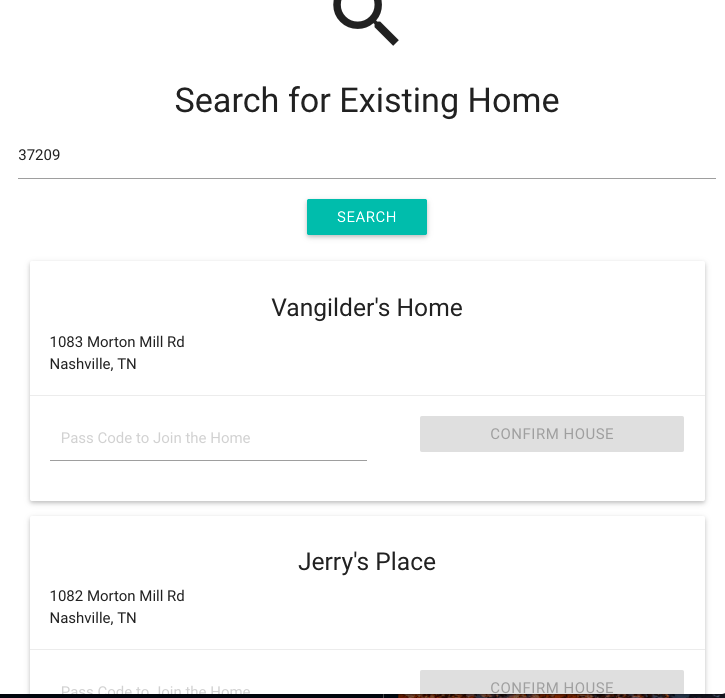 Search for Existing Home
37209
SEARCH
Vangilder's Home
1083 Morton Mill Rd
Nashville, TN
Pass Code to Join the Home
CONFIRM HOUSE
Jerry's Place
1082 Morton Mill Rd
Nashville, TN
Pass Code to Join the Home
CONFIRM HOUSE